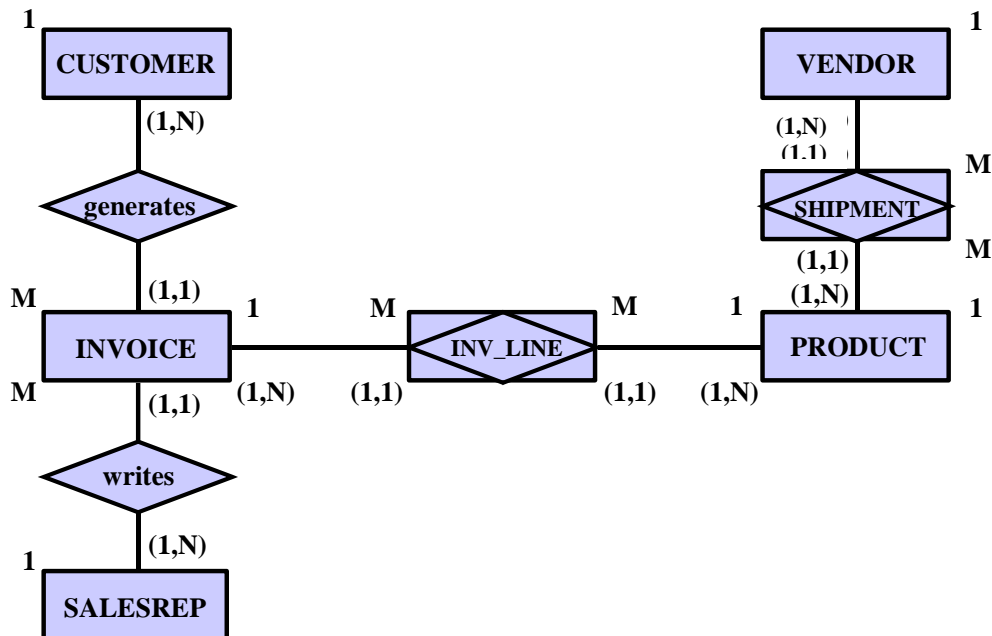 1
CUSTOMER
(1,N)
generates
(1,1)
M
INVOICE
1
M
(1,1)
(1,N)
writes
(1,N)
1
SALESREP
M
INV_LINE
M
(1,1)
(1,1)
1
VENDOR
(1,N)
(1,1)
M
SHIPMENT
M
(1,1)
(1,N)
1
PRODUCT
1
(1,N)